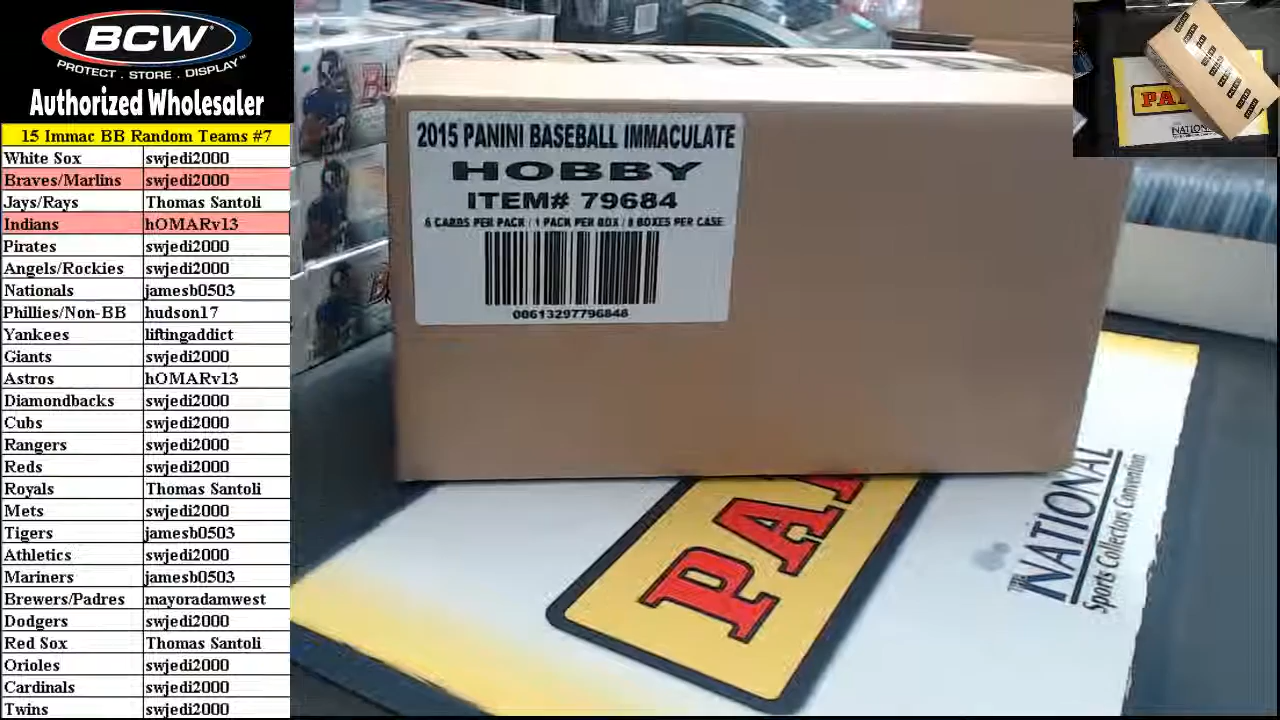 BCW
PROTECT . STORE . DISPLAY™
Authorized Wholesaler
15 Immac BB Random Teams #7
White Sox swjedi2000
Braves/Marlins swjedi2000
Jays/Rays Thomas Santoli
Indians hOMARv13
Pirates swjedi2000
Angels/Rockies swjedi2000
Nationals jamesb0503
Phillies/Non-BB hudson17
Yankees liftingaddict
Giants swjedi2000
Astros hOMARv13
Diamondbacks swjedi2000
Cubs swjedi2000
Rangers swjedi2000
Reds swjedi2000
Royals Thomas Santoli
Mets swjedi2000
Tigers jamesb0503
Athletics swjedi2000
Mariners jamesb0503
Brewers/Padres mayoradamwest
Dodgers swjedi2000
Red Sox Thomas Santoli
Orioles swjedi2000
Cardinals swjedi2000
Twins swjedi2000
2015 PANINI BASEBALL IMMACULATE
HOBBY
ITEM# 79684
6 CARDS PER PACK / 1 PACK PER BOX / 8 BOXES PER CASE
00613297796846
PA
THE NATIONAL
Sports Collectors Convention
PA
NATION